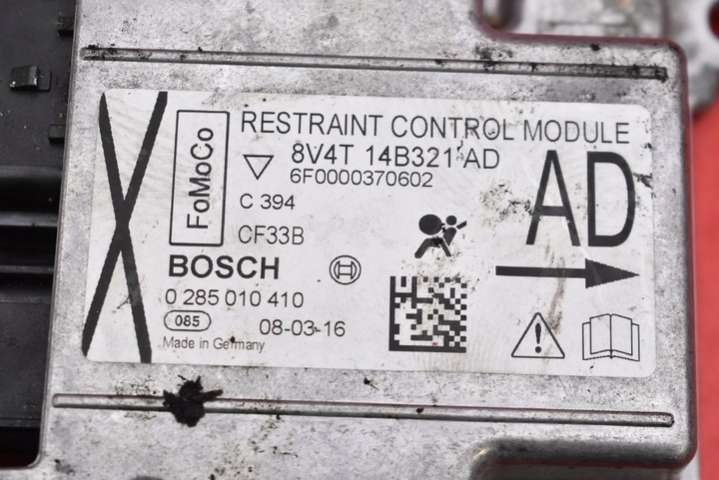 FoMoCo
RESTRAINT CONTROL MODULE
8V4T 14B321 AD
6F0000370602
C 394
CF33B
AD
BOSCH
0 285 010 410
085
08-03-16
Made in Germany